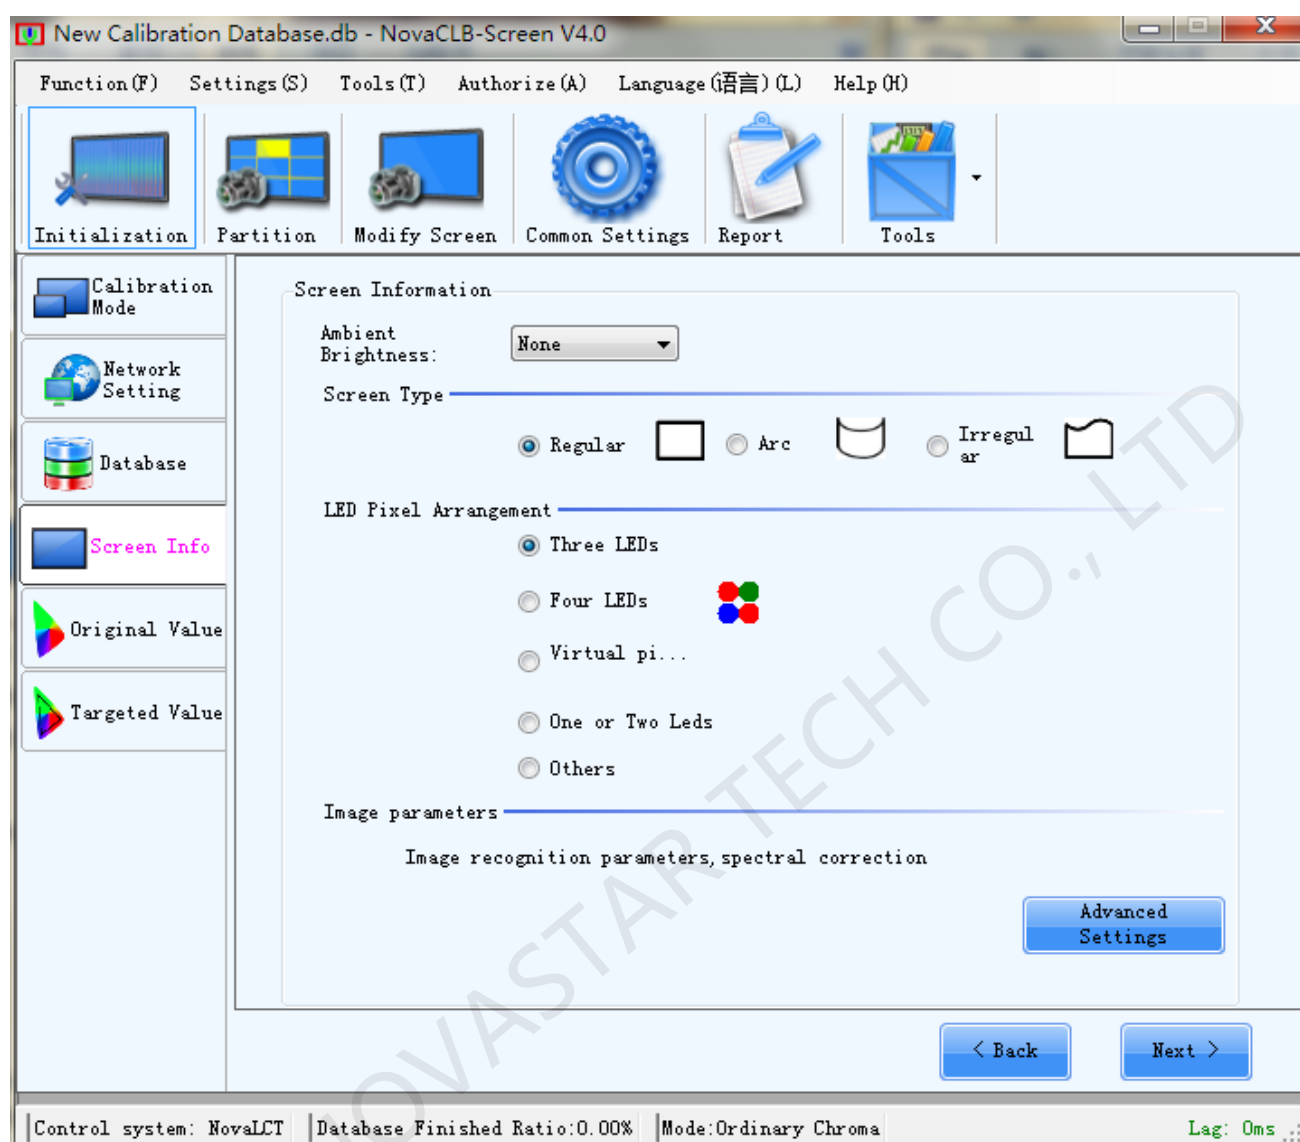 New Calibration Database.db - NovaCLB-Screen V4.0
Function(F) Settings(S) Tools(T) Authorize(A) Language(语言)(L) Help(H)
Initialization Partition Modify Screen Common Settings Report Tools
Calibration
Mode
Network
Setting
Database
Screen Info
Original Value
Targeted Value
Screen Information
Ambient
Brightness:
None
Screen Type
Regular Arc Irregul
ar
LED Pixel Arrangement
Three LEDs
Four LEDs
Virtual pi...
One or Two Leds
Others
Image parameters
Image recognition parameters,spectral correction
Advanced
Settings
< Back Next >
Control system: NovaLCT Database Finished Ratio:0.00% Mode:Ordinary Chroma Lag: 0ms
NOVASTAR TECH CO., LTD